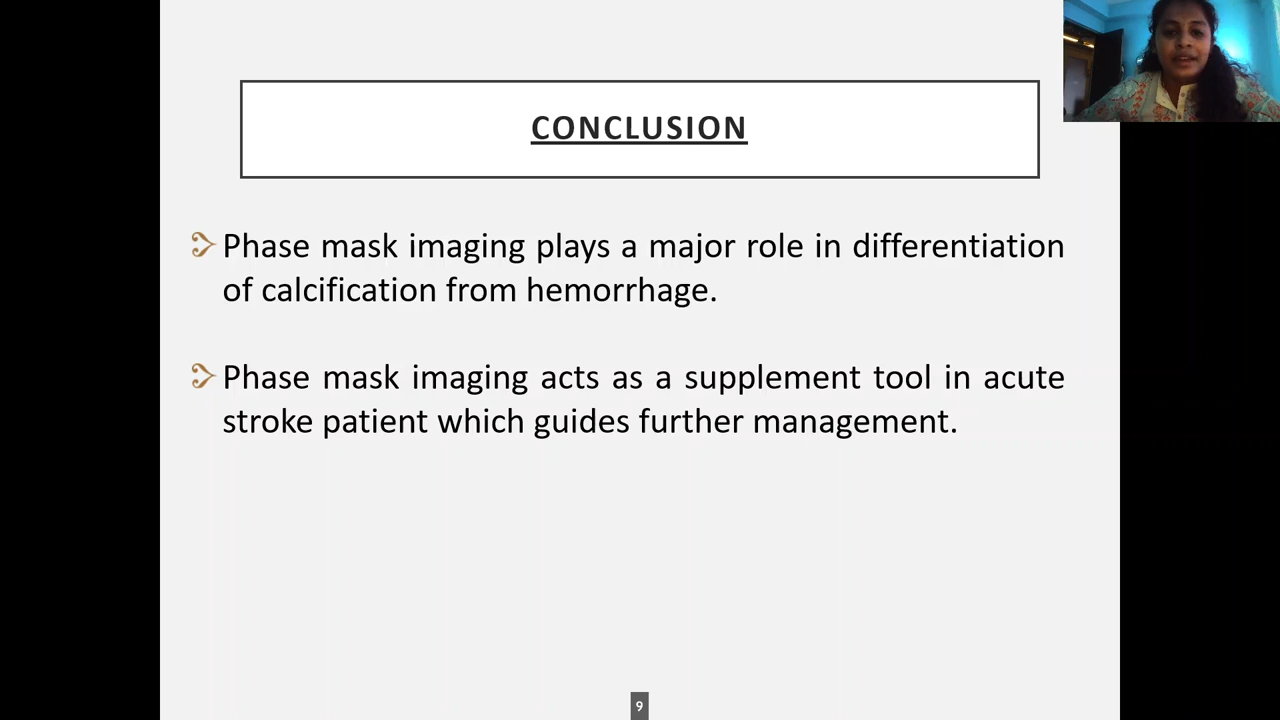 CONCLUSION
Phase mask imaging plays a major role in differentiation
of calcification from hemorrhage.
Phase mask imaging acts as a supplement tool in acute
stroke patient which guides further management.
9